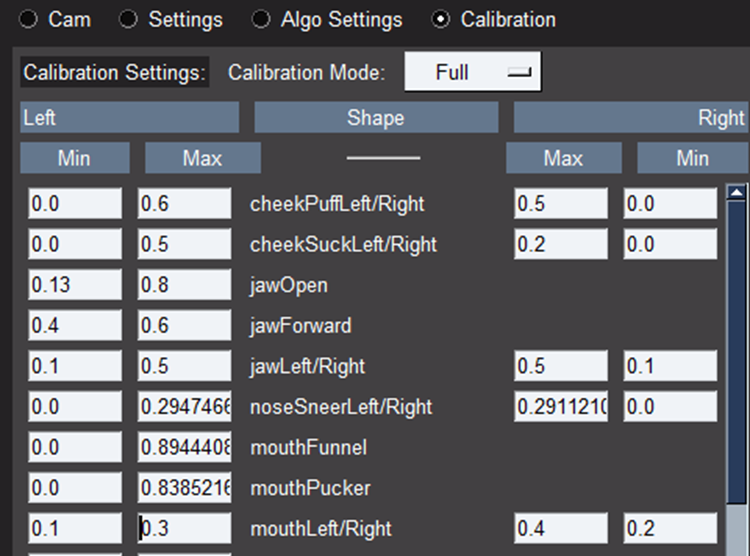 Cam Settings Algo Settings Calibration
Calibration Settings: Calibration Mode: Full
Left Shape Right
Min Max Max Min
0.0 0.6 cheekPuffLeft/Right 0.5 0.0
0.0 0.5 cheekSuckLeft/Right 0.2 0.0
0.13 0.8 jawOpen
0.4 0.6 jawForward
0.1 0.5 jawLeft/Right 0.5 0.1
0.0 0.2947466 noseSneerLeft/Right 0.2911210 0.0
0.0 0.8944408 mouthFunnel
0.0 0.8385216 mouthPucker
0.1 0.3 mouthLeft/Right 0.4 0.2